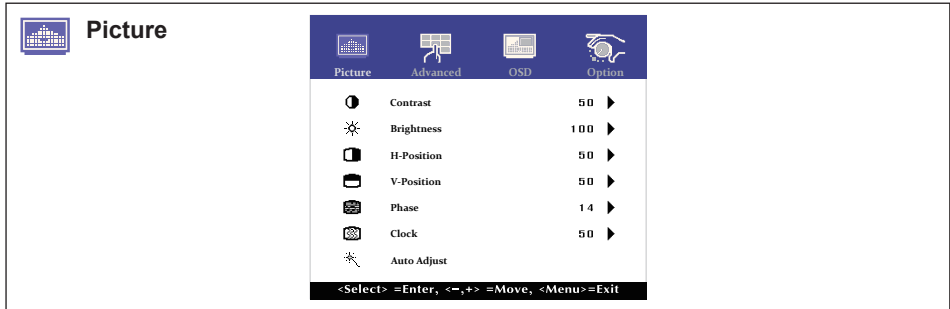 Picture
Picture Advanced OSD Option
Contrast 50
Brightness 100
H-Position 50
V-Position 50
Phase 14
Clock 50
Auto Adjust
<Select> =Enter, <−,+> =Move, <Menu>=Exit